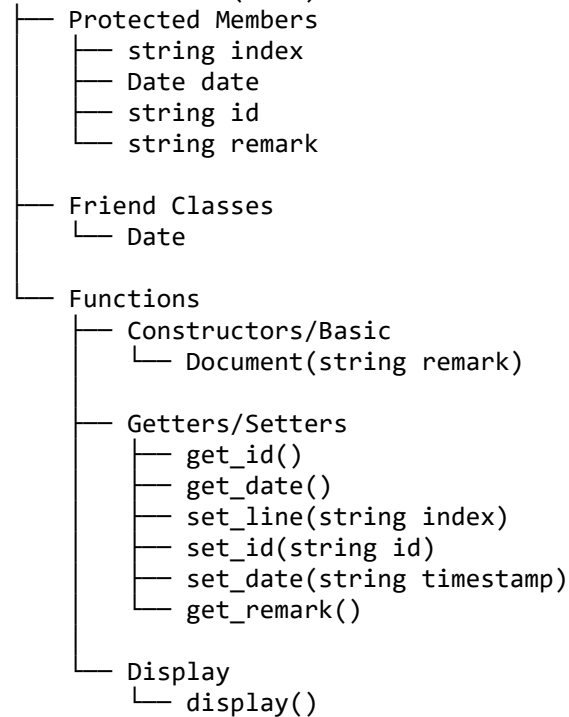 Protected Members
string index
Date date
string id
string remark
Friend Classes
Date
Functions
Constructors/Basic
Document(string remark)
Getters/Setters
get_id()
get_date()
set_line(string index)
set_id(string id)
set_date(string timestamp)
get_remark()
Display
display()